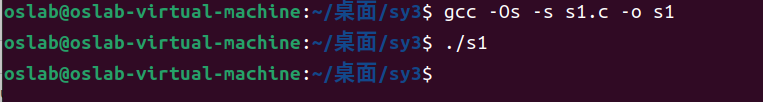 oslab@oslab-virtual-machine:~/桌面/sy3$ gcc -Os -s s1.c -o s1
oslab@oslab-virtual-machine:~/桌面/sy3$ ./s1
oslab@oslab-virtual-machine:~/桌面/sy3$